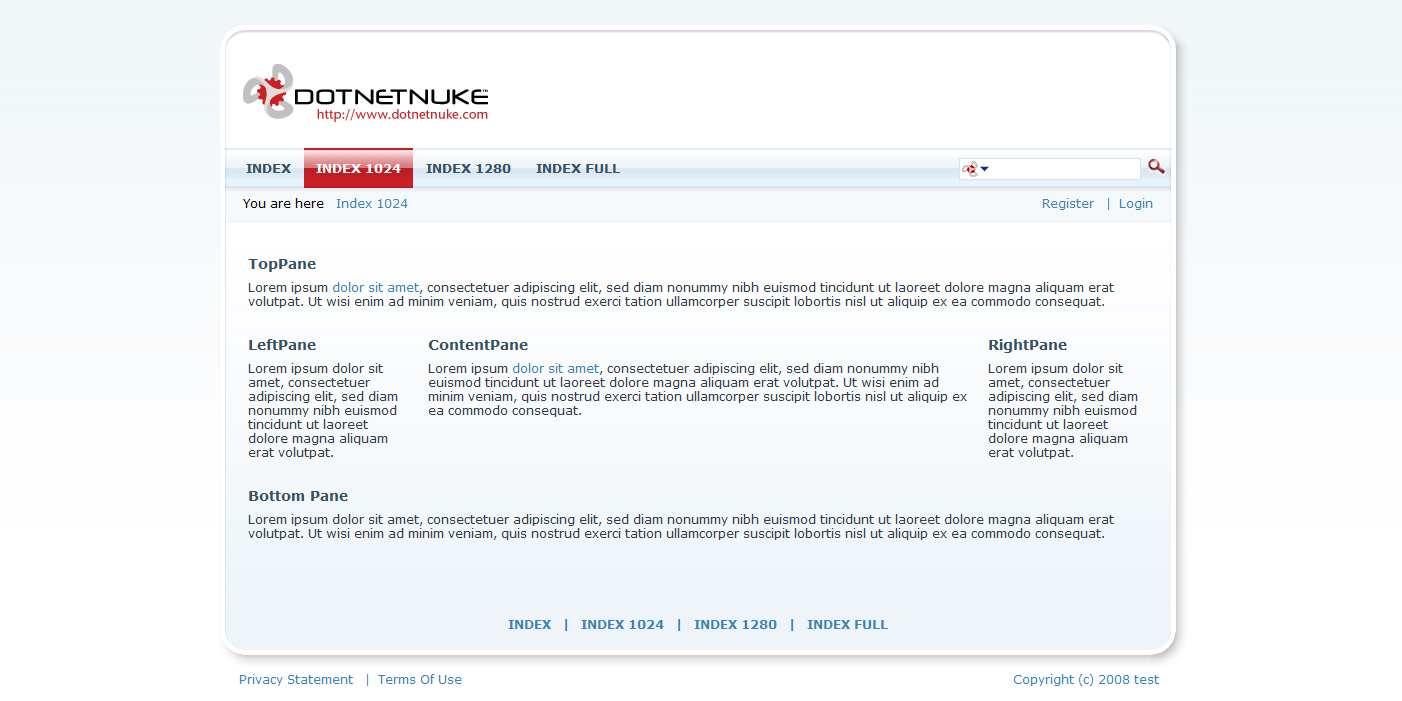 DOTNETNUKE
http://www.dotnetnuke.com
INDEX INDEX 1024 INDEX 1280 INDEX FULL
You are here Index 1024 Register | Login
TopPane
Lorem ipsum dolor sit amet, consectetuer adipiscing elit, sed diam nonummy nibh euismod tincidunt ut laoreet dolore magna aliquam erat
volutpat. Ut wisi enim ad minim veniam, quis nostrud exerci tation ullamcorper suscipit lobortis nisl ut aliquip ex ea commodo consequat.
LeftPane
Lorem ipsum dolor sit
amet, consectetuer
adipiscing elit, sed diam
nonummy nibh euismod
tincidunt ut laoreet
dolore magna aliquam
erat volutpat.
ContentPane
Lorem ipsum dolor sit amet, consectetuer adipiscing elit, sed diam nonummy nibh
euismod tincidunt ut laoreet dolore magna aliquam erat volutpat. Ut wisi enim ad
minim veniam, quis nostrud exerci tation ullamcorper suscipit lobortis nisl ut aliquip ex
ea commodo consequat.
RightPane
Lorem ipsum dolor sit
amet, consectetuer
adipiscing elit, sed diam
nonummy nibh euismod
tincidunt ut laoreet
dolore magna aliquam
erat volutpat.
Bottom Pane
Lorem ipsum dolor sit amet, consectetuer adipiscing elit, sed diam nonummy nibh euismod tincidunt ut laoreet dolore magna aliquam erat
volutpat. Ut wisi enim ad minim veniam, quis nostrud exerci tation ullamcorper suscipit lobortis nisl ut aliquip ex ea commodo consequat.
INDEX | INDEX 1024 | INDEX 1280 | INDEX FULL
Privacy Statement | Terms Of Use Copyright (c) 2008 test